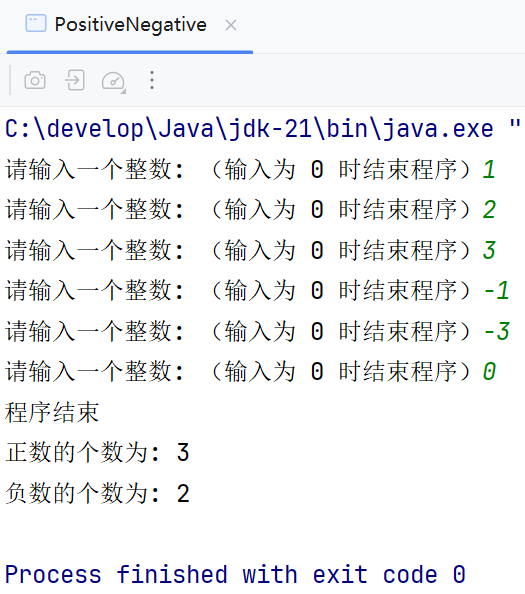 PositiveNegative
C:\develop\Java\jdk-21\bin\java.exe "
请输入一个整数: （输入为 0 时结束程序）1
请输入一个整数: （输入为 0 时结束程序）2
请输入一个整数: （输入为 0 时结束程序）3
请输入一个整数: （输入为 0 时结束程序）-1
请输入一个整数: （输入为 0 时结束程序）-3
请输入一个整数: （输入为 0 时结束程序）0
程序结束
正数的个数为: 3
负数的个数为: 2
Process finished with exit code 0